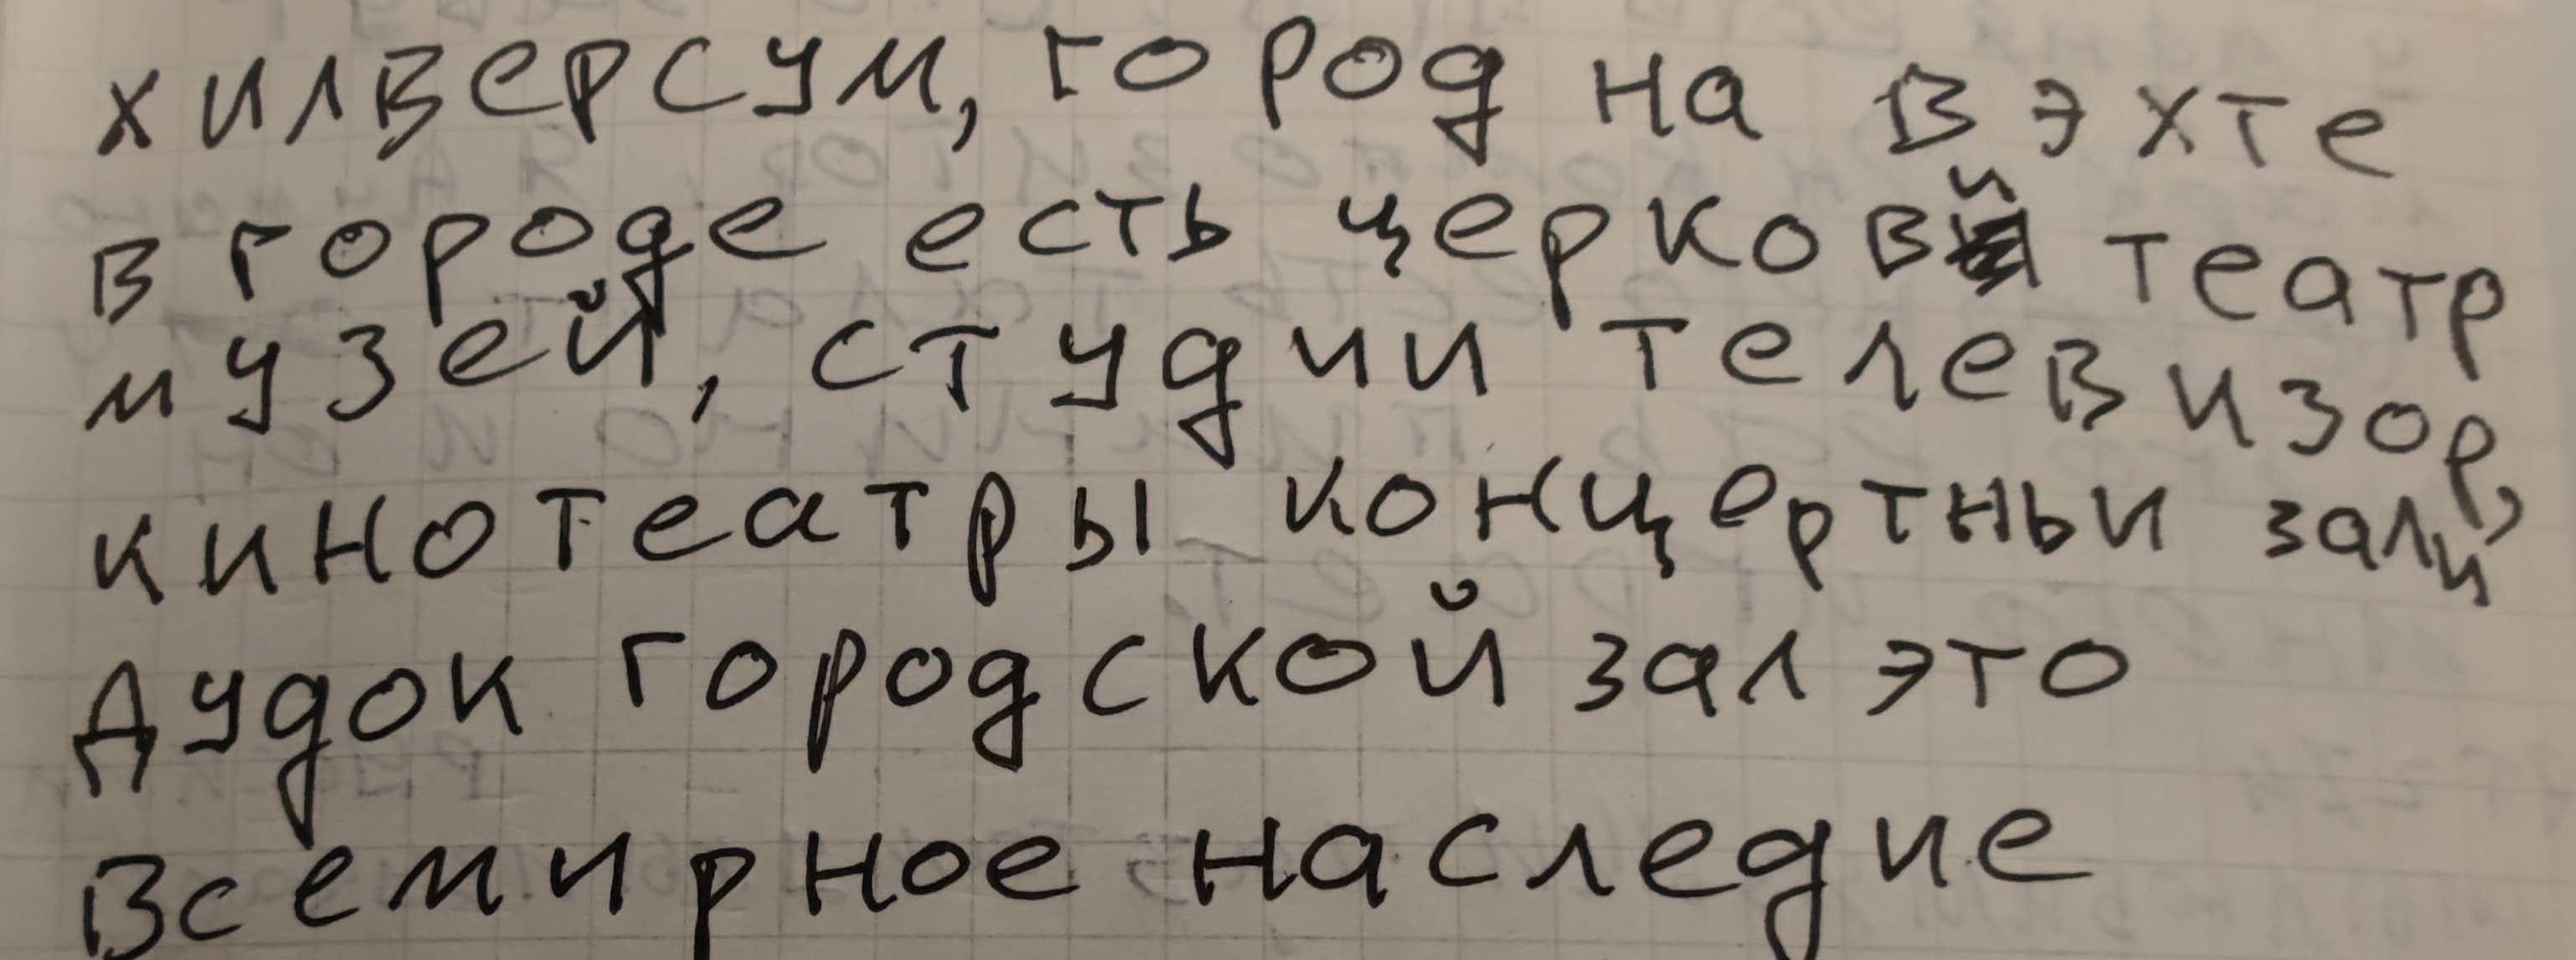 хилверсум, город на Вэхте
в городе есть церкови театр
музей, студии телевизор,
кинотеатры концертньи зали
Дудок городской зал это
Всемирное наследие